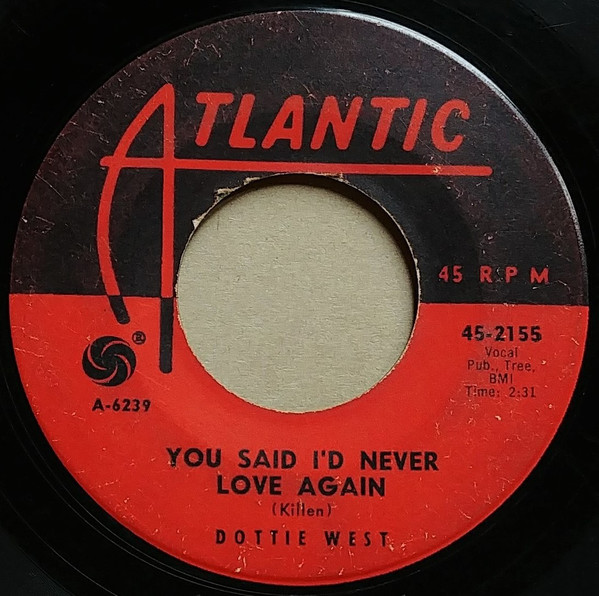 ATLANTIC
45 RPM
®
45-2155
Vocal
Pub., Tree,
BMI
Time: 2:31
A-6239
YOU SAID I'D NEVER
LOVE AGAIN
(Killen)
DOTTIE WEST